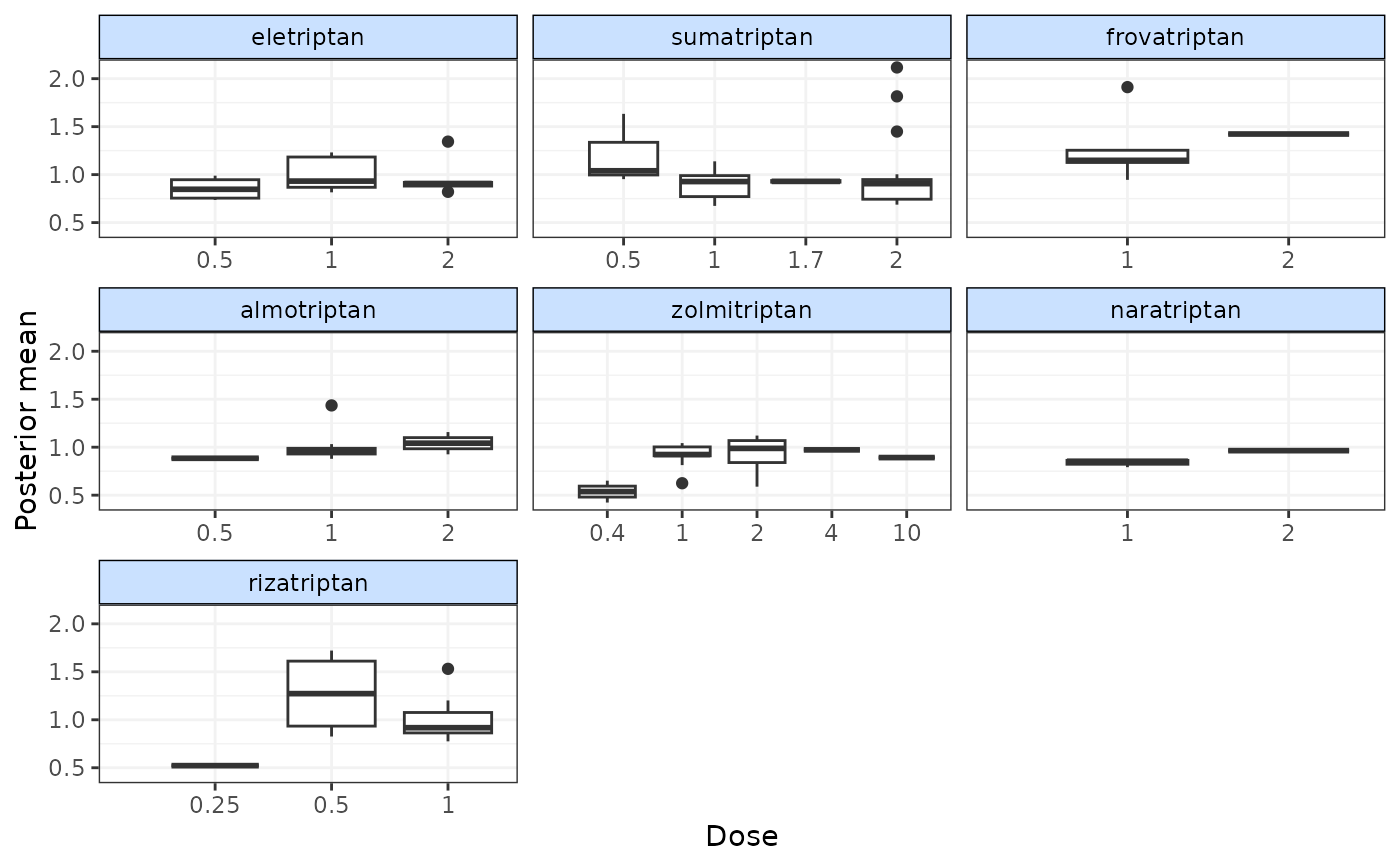 eletriptan sumatriptan frovatriptan
2.0
1.5
1.0
0.5
0.5 1 2 0.5 1 1.7 2 1 2
almotriptan zolmitriptan naratriptan
Posterior mean
2.0
1.5
1.0
0.5
0.5 1 2 0.4 1 2 4 10 1 2
rizatriptan
2.0
1.5
1.0
0.5
0.25 0.5 1
Dose